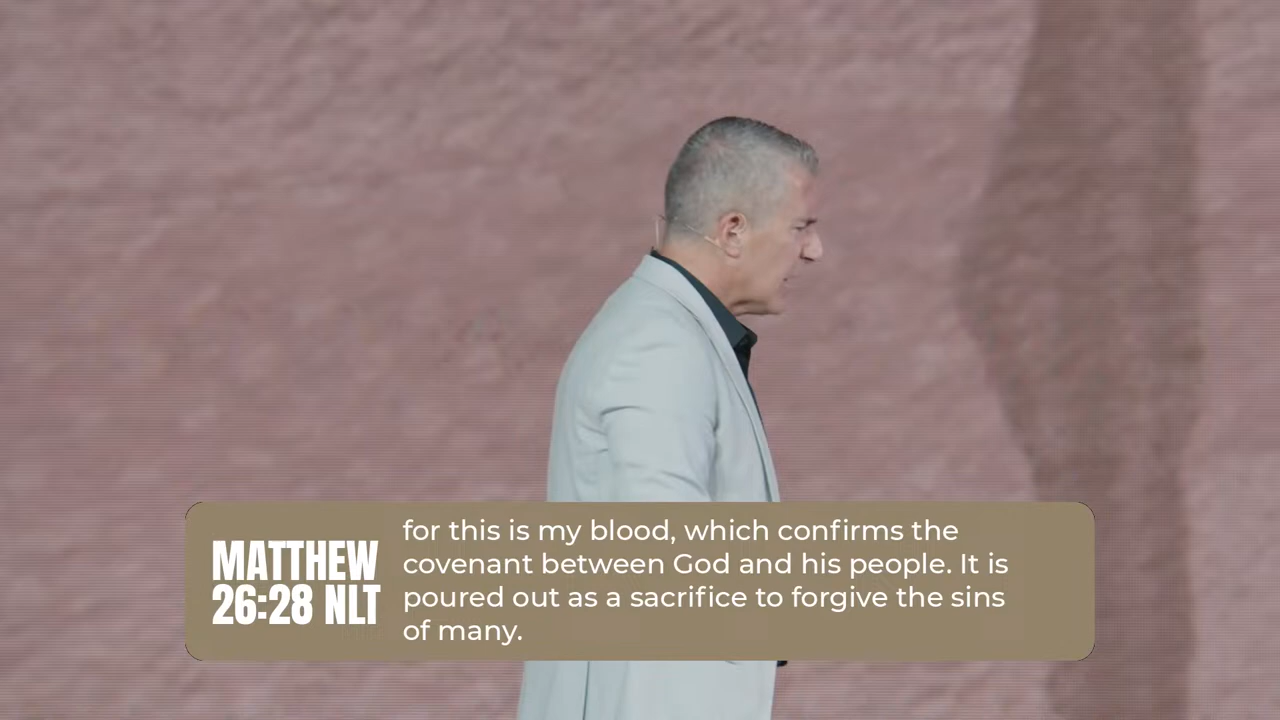 MATTHEW
26:28 NLT
for this is my blood, which confirms the
covenant between God and his people. It is
poured out as a sacrifice to forgive the sins
of many.